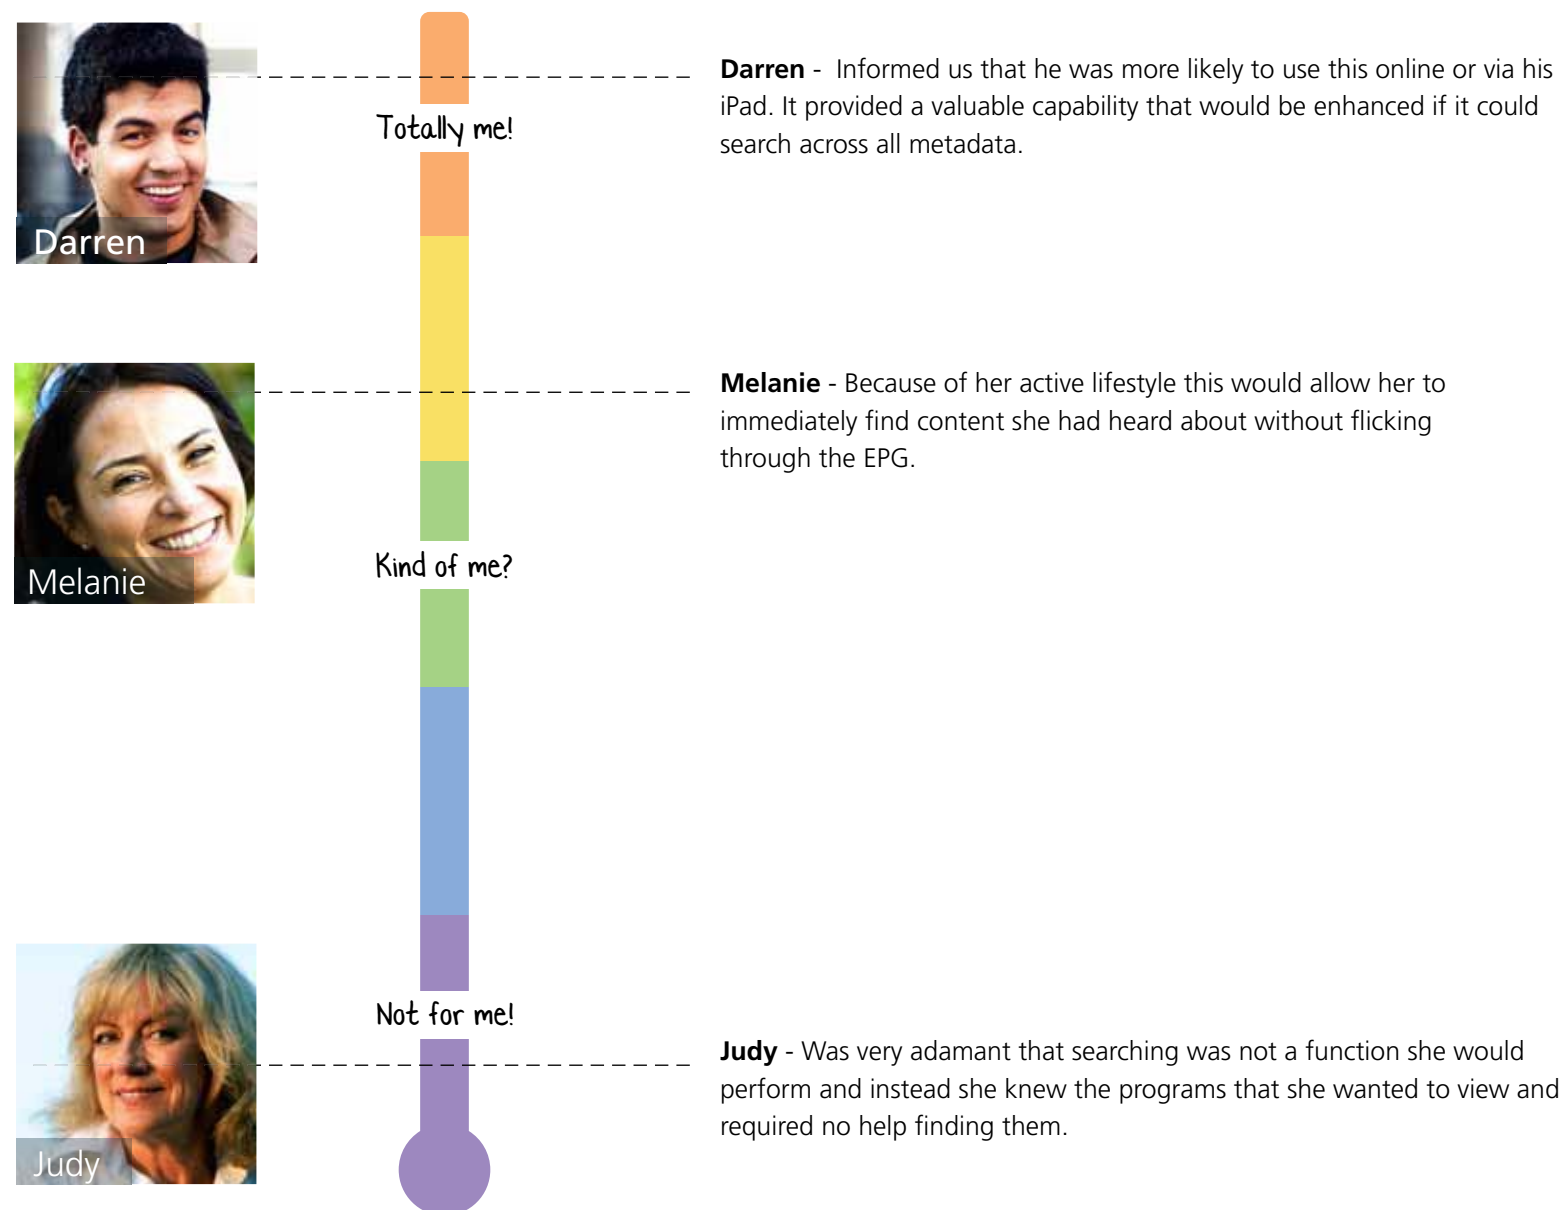 Darren - Informed us that he was more likely to use this online or via his
iPad. It provided a valuable capability that would be enhanced if it could
search across all metadata.
Totally me!
Darren
Melanie - Because of her active lifestyle this would allow her to
immediately find content she had heard about without flicking
through the EPG.
Kind of me?
Melanie
Not for me!
Judy - Was very adamant that searching was not a function she would
perform and instead she knew the programs that she wanted to view and
required no help finding them.
Judy